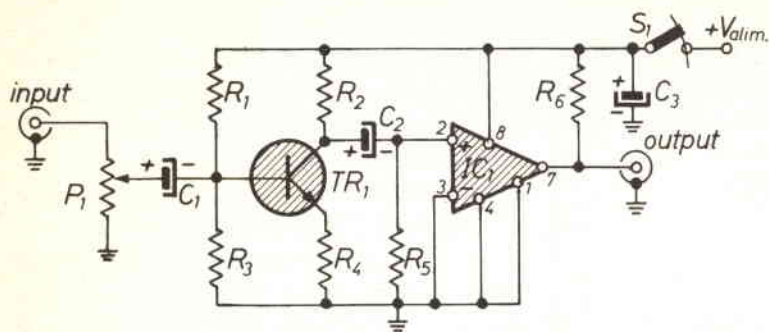 S1
+Valim.
+
-
C3
input
R1
R2
R6
C2
+
-
2
+
8
output
P1
+
-
C1
TR1
3
-
IC1
4
1
7
R3
R4
R5